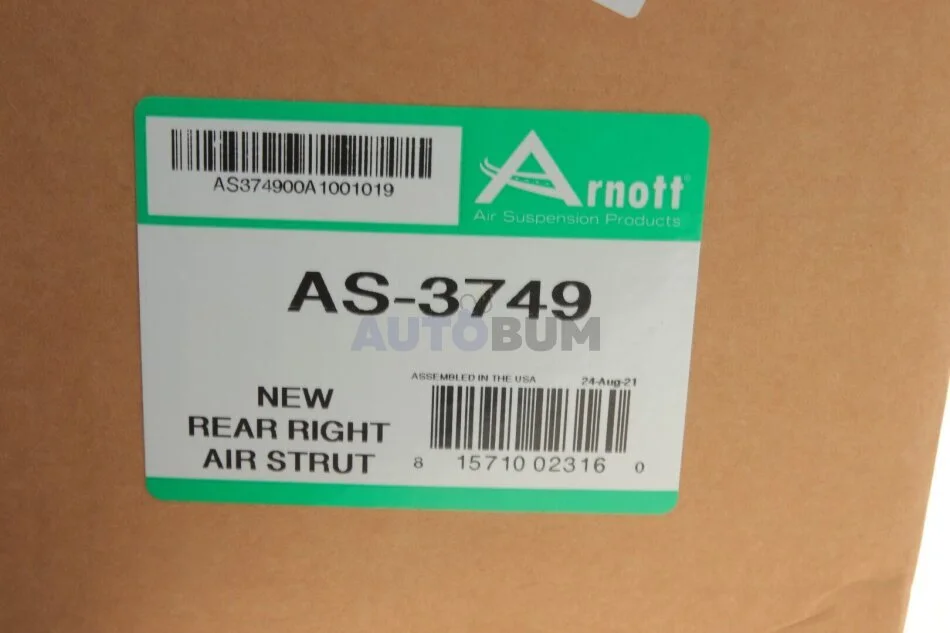 AS374900A1001019
Arnott®
Air Suspension Products
AS-3749
AUTOBUM
ASSEMBLED IN THE USA 24-Aug-21
NEW
REAR RIGHT
AIR STRUT
8 15710 02316 0